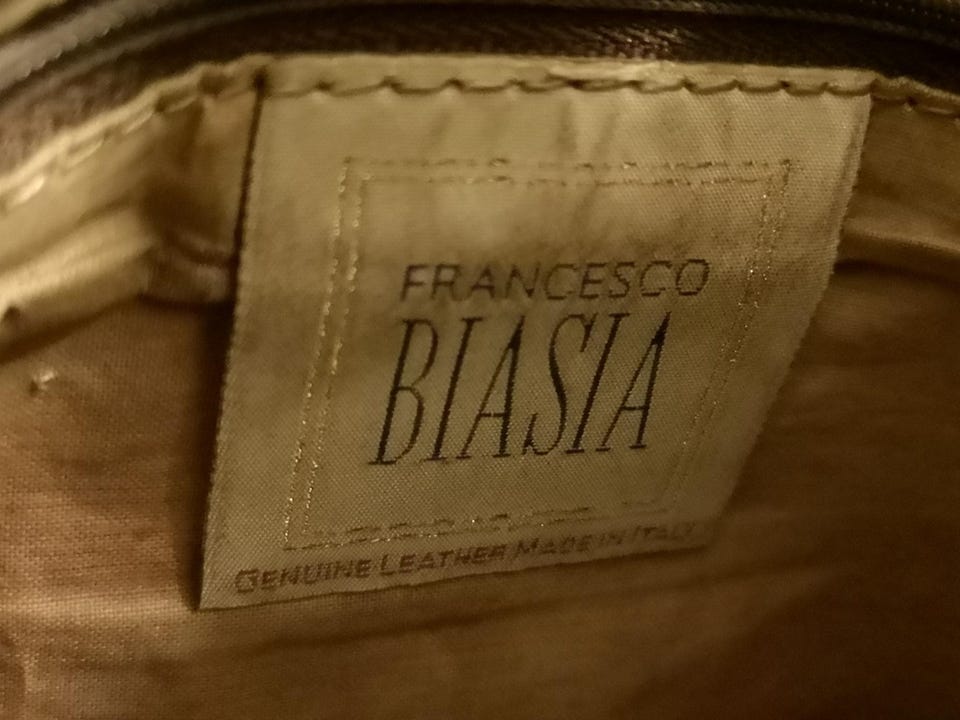 FRANCESCO
BIASIA
GENUINE LEATHER MADE IN ITALY